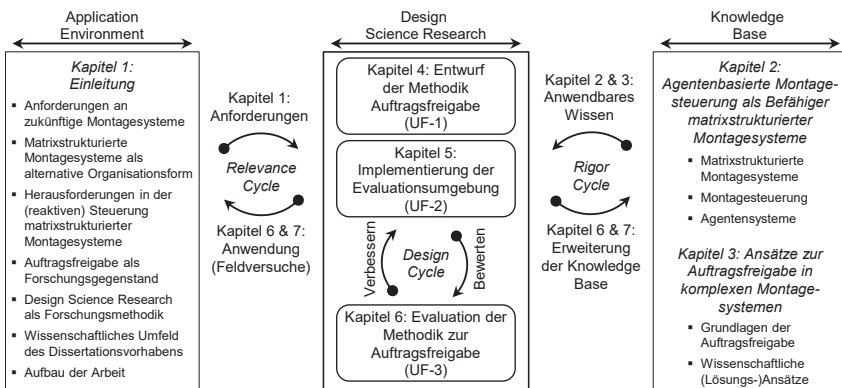 Application
Environment
Kapitel 1:
Einleitung
▪ Anforderungen an
zukünftige Montagesysteme
▪ Matrixstrukturierte
Montagesysteme als
alternative Organisationsform
▪ Herausforderungen in der
(reaktiven) Steuerung
matrixstrukturierter
Montagesysteme
▪ Auftragsfreigabe als
Forschungsgegenstand
▪ Design Science Research
als Forschungsmethodik
▪ Wissenschaftliches Umfeld
des Dissertationsvorhabens
▪ Aufbau der Arbeit
Kapitel 1:
Anforderungen
Relevance
Cycle
Kapitel 6 & 7:
Anwendung
(Feldversuche)
Design
Science Research
Kapitel 4: Entwurf
der Methodik
Auftragsfreigabe
(UF-1)
Kapitel 5:
Implementierung der
Evaluationsumgebung
(UF-2)
Verbessern
Design
Cycle
Bewerten
Kapitel 6: Evaluation der
Methodik zur
Auftragsfreigabe
(UF-3)
Kapitel 2 & 3:
Anwendbares
Wissen
Rigor
Cycle
Kapitel 6 & 7:
Erweiterung
der Knowledge
Base
Knowledge
Base
Kapitel 2:
Agentenbasierte Montage-
steuerung als Befähiger
matrixstrukturierter
Montagesysteme
▪ Matrixstrukturierte
Montagesysteme
▪ Montagesteuerung
▪ Agentensysteme
Kapitel 3: Ansätze zur
Auftragsfreigabe in
komplexen Montage-
systemen
▪ Grundlagen der
Auftragsfreigabe
▪ Wissenschaftliche
(Lösungs-)Ansätze